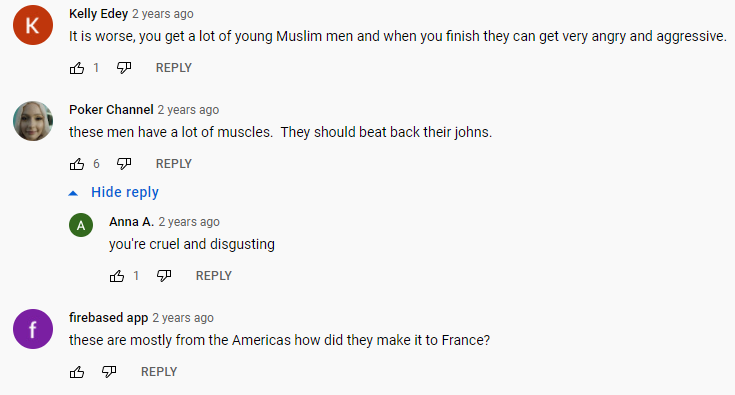 K
Kelly Edey 2 years ago
It is worse, you get a lot of young Muslim men and when you finish they can get very angry and aggressive.
1 REPLY
Poker Channel 2 years ago
these men have a lot of muscles.  They should beat back their johns.
6 REPLY
Hide reply
A
Anna A. 2 years ago
you're cruel and disgusting
1 REPLY
f
firebased app 2 years ago
these are mostly from the Americas how did they make it to France?
REPLY